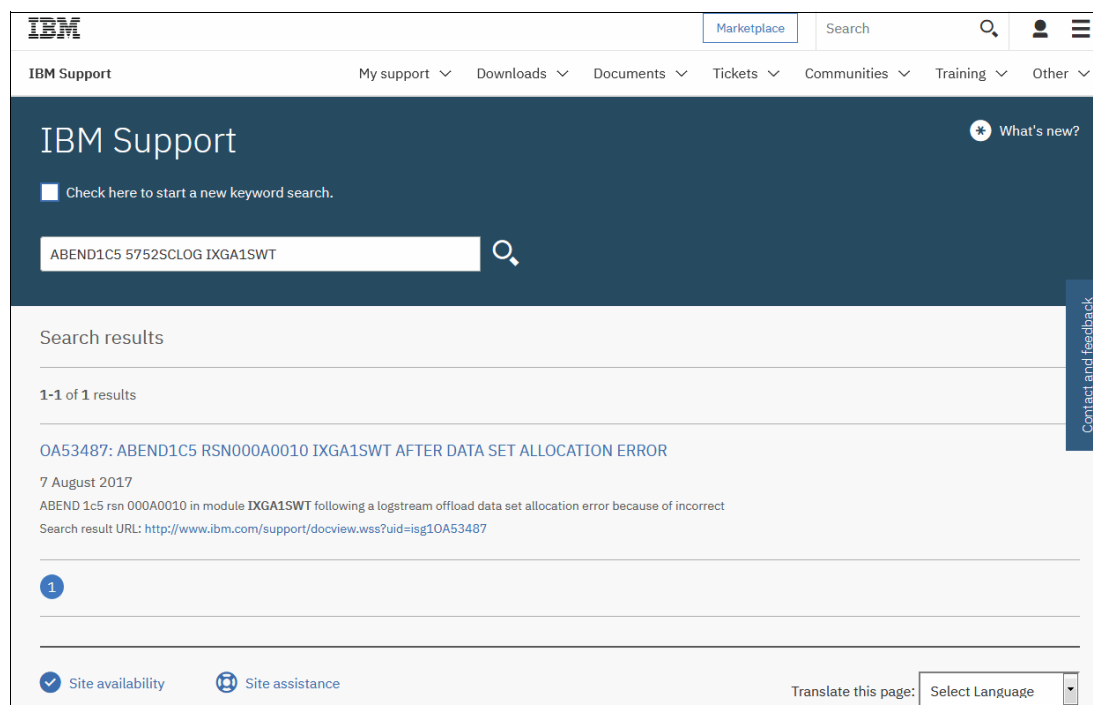 IBM
Marketplace
Search
IBM Support
My support
Downloads
Documents
Tickets
Communities
Training
Other
IBM Support
What's new?
Check here to start a new keyword search.
ABEND1C5 5752SCLOG IXGA1SWT
Contact and feedback
Search results
1-1 of 1 results
OA53487: ABEND1C5 RSN000A0010 IXGA1SWT AFTER DATA SET ALLOCATION ERROR
7 August 2017
ABEND 1c5 rsn 000A0010 in module IXGA1SWT following a logstream offload data set allocation error because of incorrect
Search result URL: http://www.ibm.com/support/docview.wss?uid=isg1OA53487
1
Site availability
Site assistance
Translate this page:
Select Language